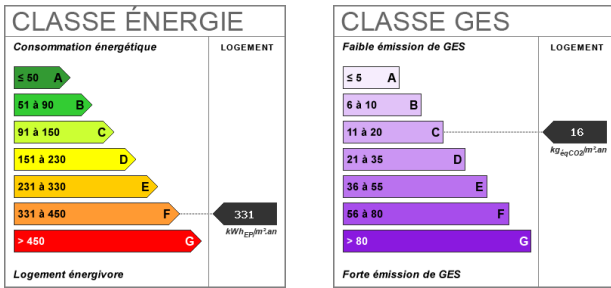 CLASSE ÉNERGIE
Consommation énergétique
LOGEMENT
≤ 50 A
51 à 90 B
91 à 150 C
151 à 230 D
231 à 330 E
331 à 450 F
331
kWhEP/m².an
> 450 G
Logement énergivore
CLASSE GES
Faible émission de GES
LOGEMENT
≤ 5 A
6 à 10 B
11 à 20 C
16
kgéqCO2/m².an
21 à 35 D
36 à 55 E
56 à 80 F
> 80 G
Forte émission de GES